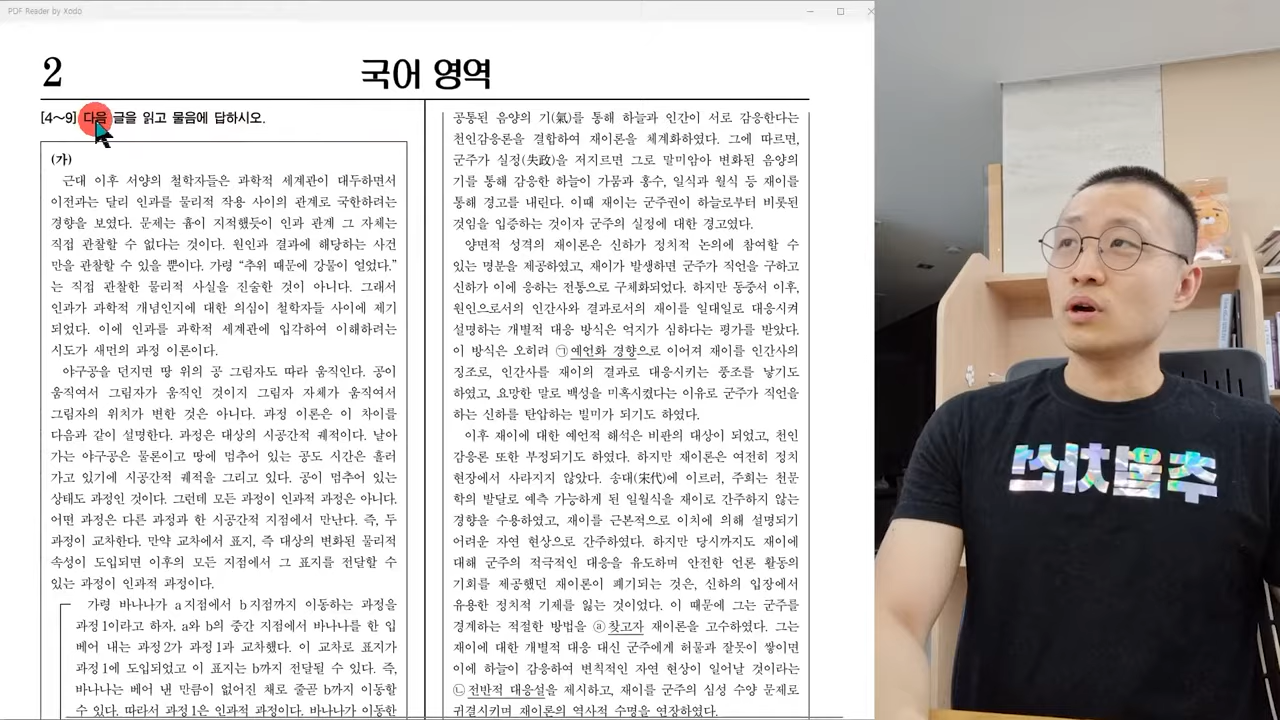 PDF Reader by Xodo
2
국어 영역
[4～9] 다음 글을 읽고 물음에 답하시오.
(가)
근대 이후 서양의 철학자들은 과학적 세계관이 대두하면서
이전과는 달리 인과를 물리적 작용 사이의 관계로 국한하려는
경향을 보였다. 문제는 흄이 지적했듯이 인과 관계 그 자체는
직접 관찰할 수 없다는 것이다. 원인과 결과에 해당하는 사건
만을 관찰할 수 있을 뿐이다. 가령 “추위 때문에 강물이 얼었다.”
는 직접 관찰한 물리적 사실을 진술한 것이 아니다. 그래서
인과가 과학적 개념인지에 대한 의심이 철학자들 사이에 제기
되었다. 이에 인과를 과학적 세계관에 입각하여 이해하려는
시도가 새먼의 과정 이론이다.
야구공을 던지면 땅 위의 공 그림자도 따라 움직인다. 공이
움직여서 그림자가 움직인 것이지 그림자 자체가 움직여서
그림자의 위치가 변한 것은 아니다. 과정 이론은 이 차이를
다음과 같이 설명한다. 과정은 대상의 시공간적 궤적이다. 날아
가는 야구공은 물론이고 땅에 멈추어 있는 공도 시간은 흘러
가고 있기에 시공간적 궤적을 그리고 있다. 공이 멈추어 있는
상태도 과정인 것이다. 그런데 모든 과정이 인과적 과정은 아니다.
어떤 과정은 다른 과정과 한 시공간적 지점에서 만난다. 즉, 두
과정이 교차한다. 만약 교차에서 표지, 즉 대상의 변화된 물리적
속성이 도입되면 이후의 모든 지점에서 그 표지를 전달할 수
있는 과정이 인과적 과정이다.
가령 바나나가 a 지점에서 b 지점까지 이동하는 과정을
과정 1이라고 하자. a와 b의 중간 지점에서 바나나를 한 입
베어 내는 과정 2가 과정 1과 교차했다. 이 교차로 표지가
과정 1에 도입되었고 이 표지는 b까지 전달될 수 있다. 즉,
바나나는 베어 낸 만큼이 없어진 채로 줄곧 b까지 이동할
수 있다. 따라서 과정 1은 인과적 과정이다. 바나나가 이동한
공통된 음양의 기(氣)를 통해 하늘과 인간이 서로 감응한다는
천인감응론을 결합하여 재이론을 체계화하였다. 그에 따르면,
군주가 실정(失政)을 저지르면 그로 말미암아 변화된 음양의
기를 통해 감응한 하늘이 가뭄과 홍수, 일식과 월식 등 재이를
통해 경고를 내린다. 이때 재이는 군주권이 하늘로부터 비롯된
것임을 입증하는 것이자 군주의 실정에 대한 경고였다.
양면적 성격의 재이론은 신하가 정치적 논의에 참여할 수
있는 명분을 제공하였고, 재이가 발생하면 군주가 직언을 구하고
신하가 이에 응하는 전통으로 구체화되었다. 하지만 동중서 이후,
원인으로서의 인간사와 결과로서의 재이를 일대일로 대응시켜
설명하는 개별적 대응 방식은 억지가 심하다는 평가를 받았다.
이 방식은 오히려 ㉠예언화 경향으로 이어져 재이를 인간사의
징조로, 인간사를 재이의 결과로 대응시키는 풍조를 낳기도
하였고, 요망한 말로 백성을 미혹시켰다는 이유로 군주가 직언을
하는 신하를 탄압하는 빌미가 되기도 하였다.
이후 재이에 대한 예언적 해석은 비판의 대상이 되었고, 천인
감응론 또한 부정되기도 하였다. 하지만 재이론은 여전히 정치
현장에서 사라지지 않았다. 송대(宋代)에 이르러, 주희는 천문
학의 발달로 예측 가능하게 된 일월식을 재이로 간주하지 않는
경향을 수용하였고, 재이를 근본적으로 이치에 의해 설명되기
어려운 자연 현상으로 간주하였다. 하지만 당시까지도 재이에
대해 군주의 적극적인 대응을 유도하며 안전한 언론 활동의
기회를 제공했던 재이론이 폐기되는 것은, 신하의 입장에서
유용한 정치적 기제를 잃는 것이었다. 이 때문에 그는 군주를
경계하는 적절한 방법을 ⓐ찾고자 재이론을 고수하였다. 그는
재이에 대한 개별적 대응 대신 군주에게 허물과 잘못이 쌓이면
이에 하늘이 감응하여 변칙적인 자연 현상이 일어날 것이라는
㉡전반적 대응설을 제시하고, 재이를 군주의 심성 수양 문제로
귀결시키며 재이론의 역사적 수명을 연장하였다.